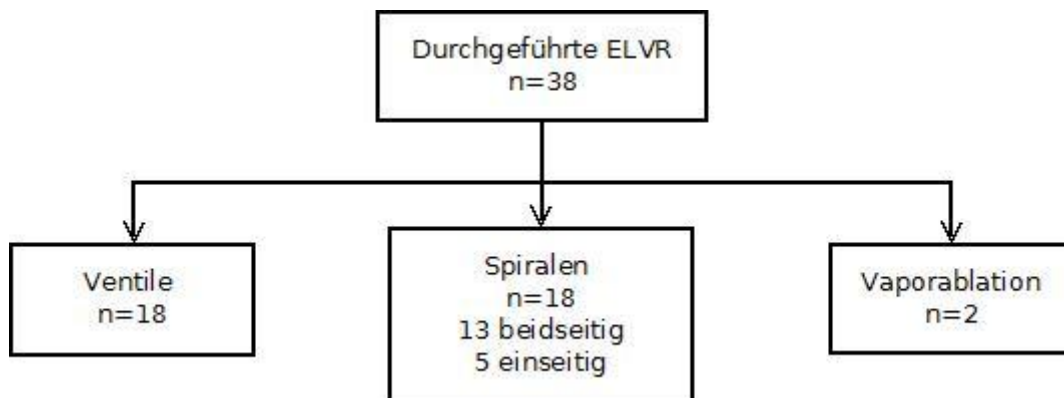 Durchgeführte ELVR
n=38
Ventile
n=18
Spiralen
n=18
13 beidseitig
5 einseitig
Vaporablation
n=2